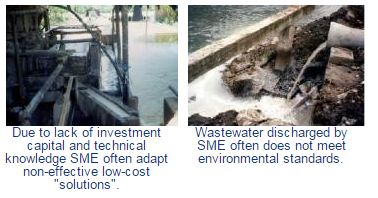 Due to lack of investment
capital and technical
knowledge SME often adapt
non-effective low-cost
"solutions".
Wastewater discharged by
SME often does not meet
environmental standards.